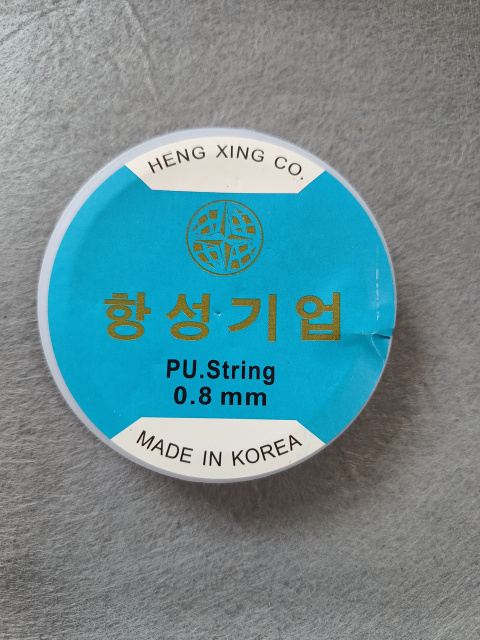 HENG XING CO.
항성기업
PU.String
0.8 mm
MADE IN KOREA